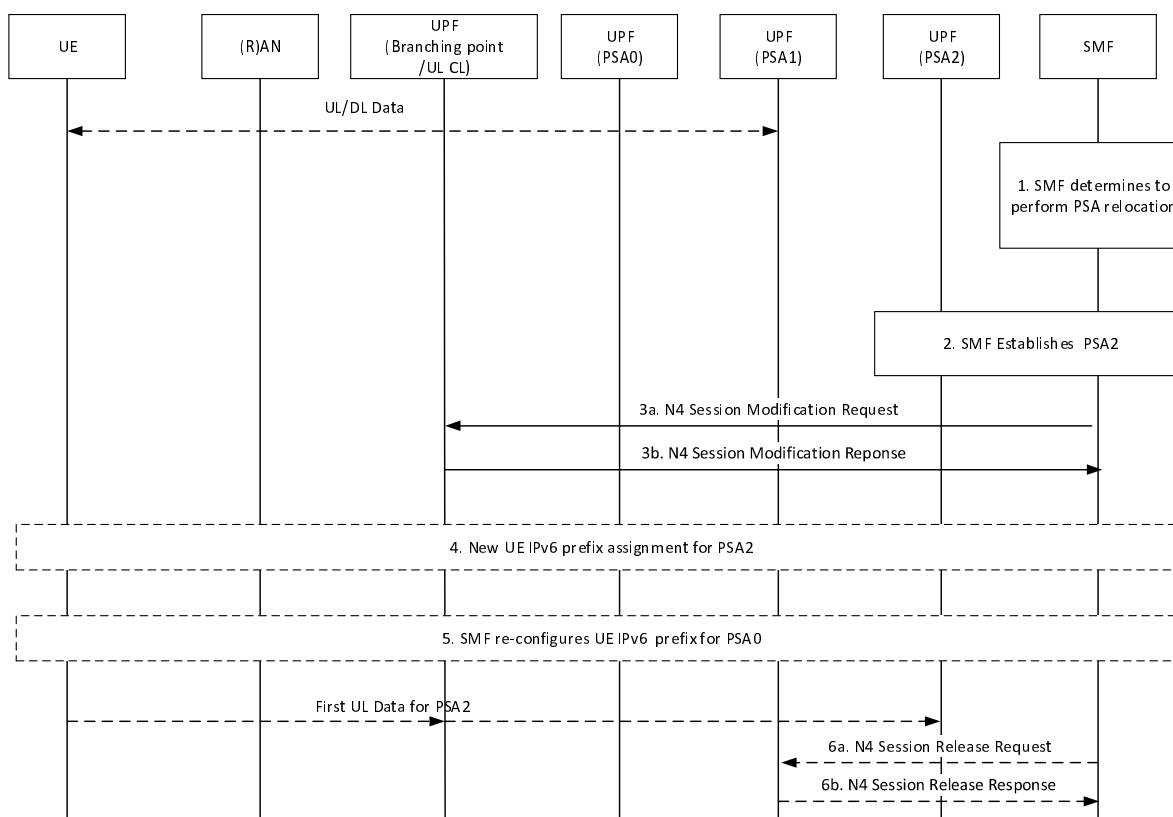 UE
(R)AN
UPF
(Branching point
/UL CL)
UPF
(PSA0)
UPF
(PSA1)
UPF
(PSA2)
SMF
UL/DL Data
1. SMF determines to
perform PSA relocation
2. SMF Establishes PSA2
3a. N4 Session Modification Request
3b. N4 Session Modification Reponse
4. New UE IPv6 prefix assignment for PSA2
5. SMF re-configures UE IPv6 prefix for PSA0
First UL Data for PSA2
6a. N4 Session Release Request
6b. N4 Session Release Response